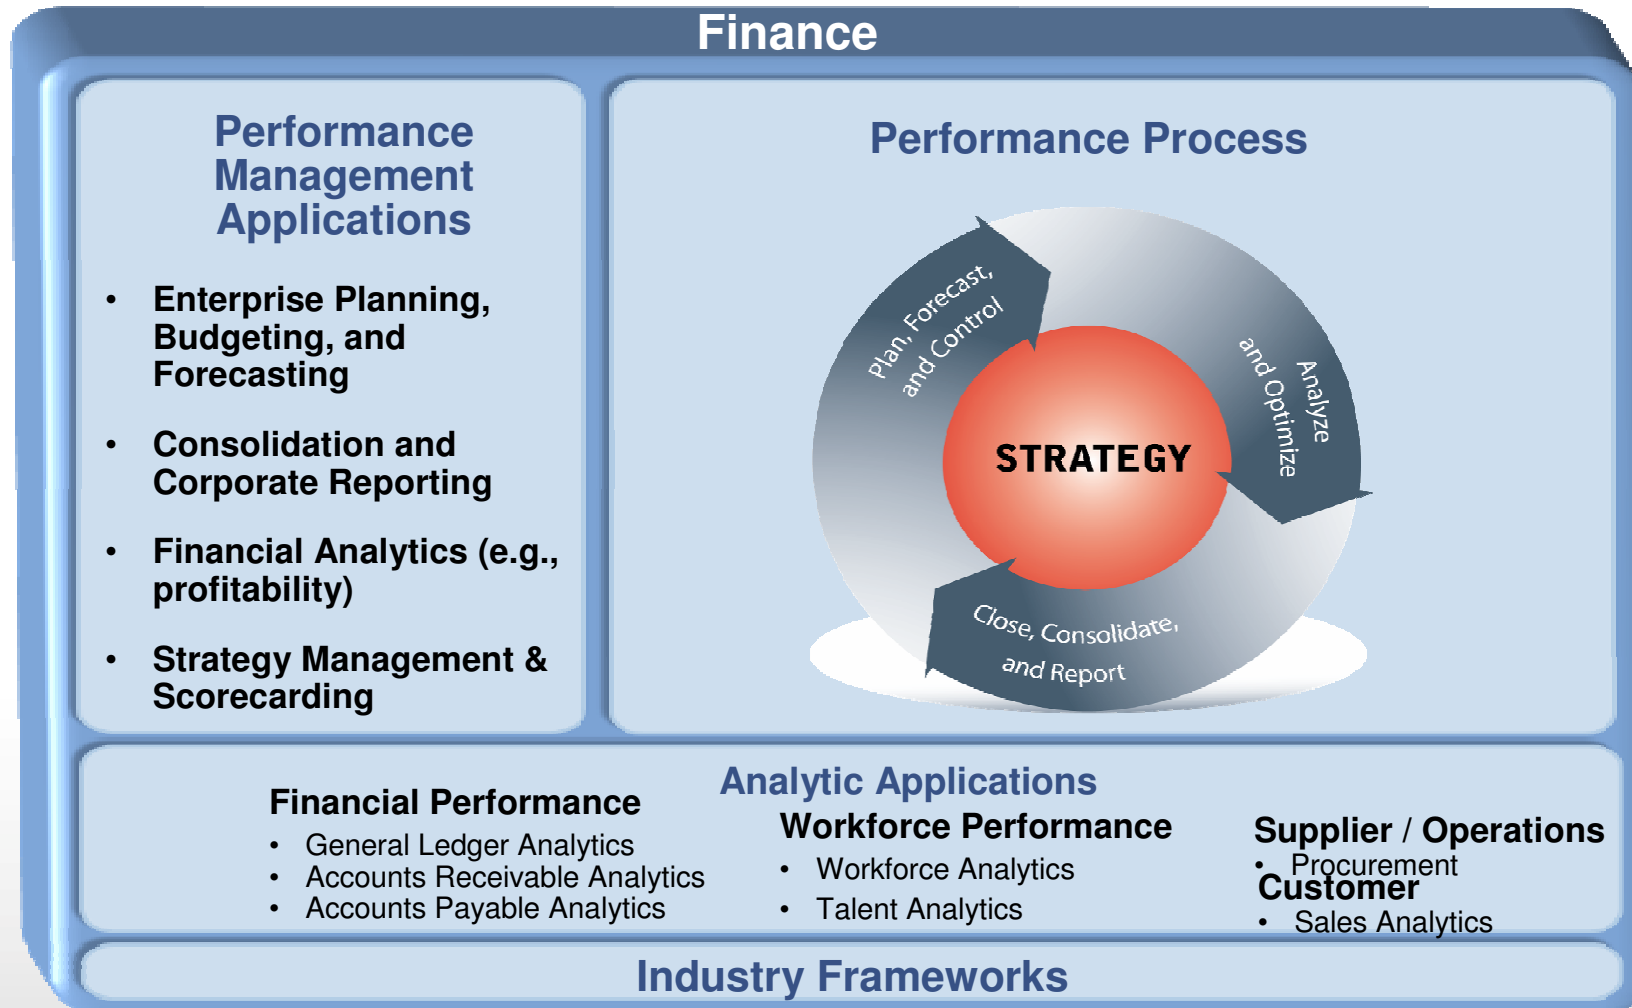 Finance
Performance
Management
Applications
• Enterprise Planning,
Budgeting, and
Forecasting
• Consolidation and
Corporate Reporting
• Financial Analytics (e.g.,
profitability)
• Strategy Management &
Scorecarding
Performance Process
Plan, Forecast,
and Control
Analyze
and Optimize
STRATEGY
Close, Consolidate,
and Report
Analytic Applications
Financial Performance
• General Ledger Analytics
• Accounts Receivable Analytics
• Accounts Payable Analytics
Workforce Performance
• Workforce Analytics
• Talent Analytics
Supplier / Operations
• Procurement
Customer
• Sales Analytics
Industry Frameworks